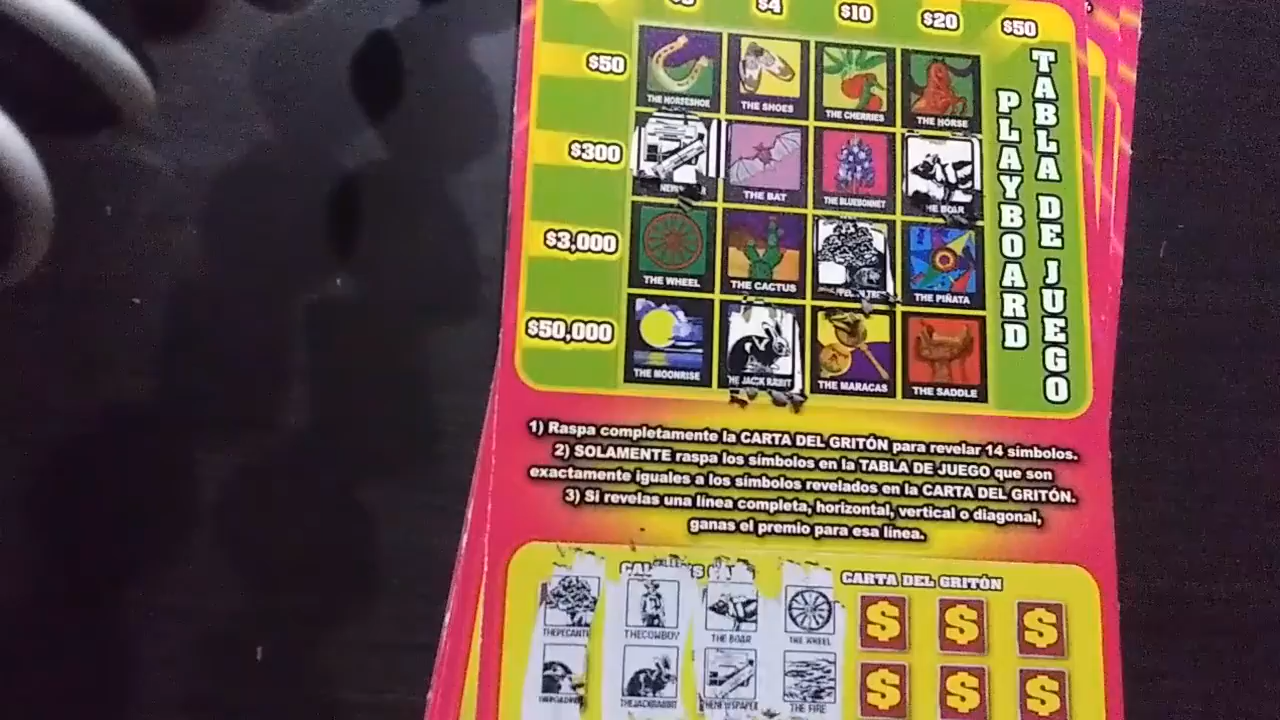 $4 $10 $20 $50
$50
THE HORSESHOE THE SHOES THE CHERRIES THE HORSE
$300
THE BAT THE BLUEBONNET THE BOAR
$3,000
THE WHEEL THE CACTUS THE PIÑATA
$50,000
THE MOONRISE THE JACK RABBIT THE MARACAS THE SADDLE
PLAYBOARD
TABLA DE JUEGO
1) Raspa completamente la CARTA DEL GRITÓN para revelar 14 símbolos.
2) SOLAMENTE raspa los símbolos en la TABLA DE JUEGO que son
exactamente iguales a los símbolos revelados en la CARTA DEL GRITÓN.
3) Si revelas una línea completa, horizontal, vertical o diagonal,
ganas el premio para esa línea.
CARTA DEL GRITÓN
$ $ $
THECOWBOY THE BOAR THE WHEEL
$ $ $
THEJACKRABBIT THENEWSPAPER THE FIRE